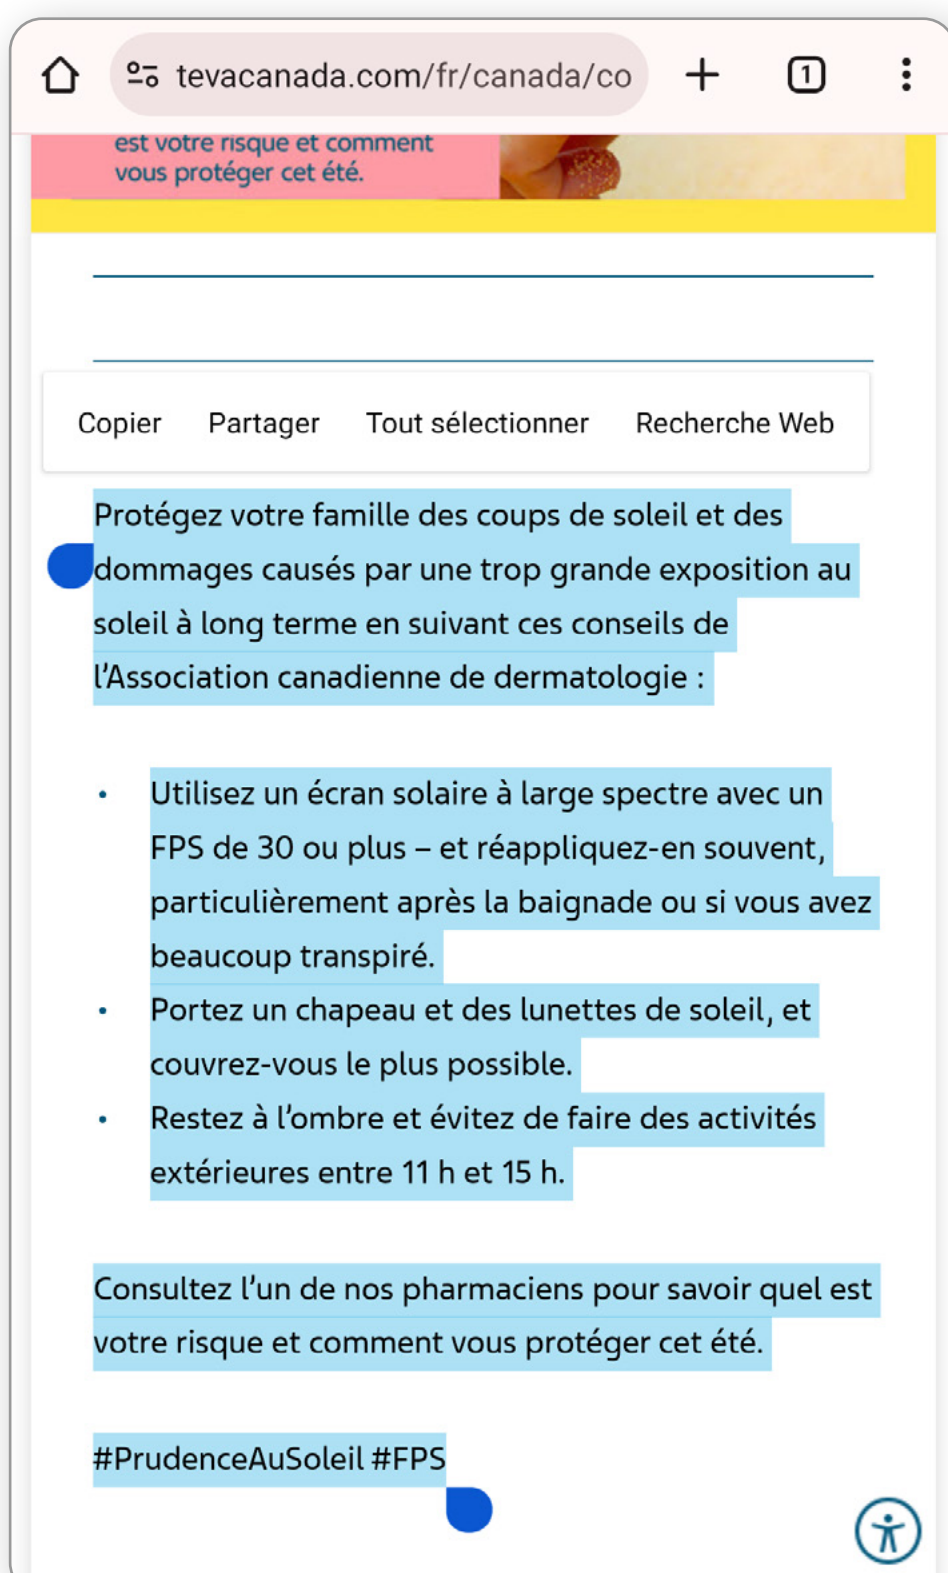 tevacanada.com/fr/canada/co
1
est votre risque et comment
vous protéger cet été.
Copier Partager Tout sélectionner Recherche Web
Protégez votre famille des coups de soleil et des
dommages causés par une trop grande exposition au
soleil à long terme en suivant ces conseils de
l'Association canadienne de dermatologie :
• Utilisez un écran solaire à large spectre avec un
FPS de 30 ou plus – et réappliquez-en souvent,
particulièrement après la baignade ou si vous avez
beaucoup transpiré.
• Portez un chapeau et des lunettes de soleil, et
couvrez-vous le plus possible.
• Restez à l'ombre et évitez de faire des activités
extérieures entre 11 h et 15 h.
Consultez l'un de nos pharmaciens pour savoir quel est
votre risque et comment vous protéger cet été.
#PrudenceAuSoleil #FPS